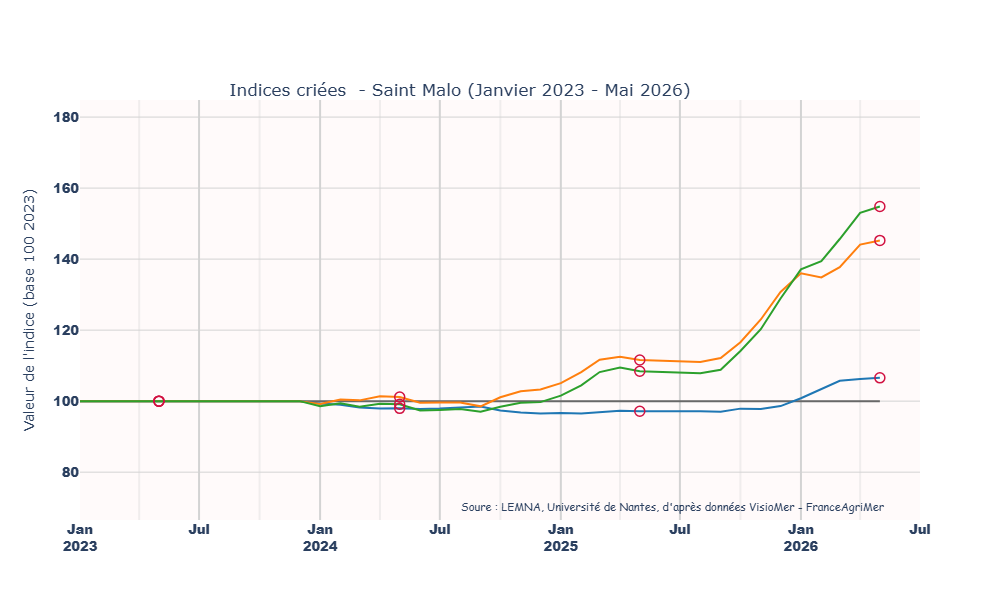 Indices criées - Saint Malo (Janvier 2023 - Mai 2026)
Valeur de l'indice (base 100 2023)
180
160
140
120
100
80
Soure : LEMNA, Université de Nantes, d'après données VisioMer - FranceAgriMer
Jan Jul Jan Jul Jan Jul Jan Jul
2023 2024 2025 2026